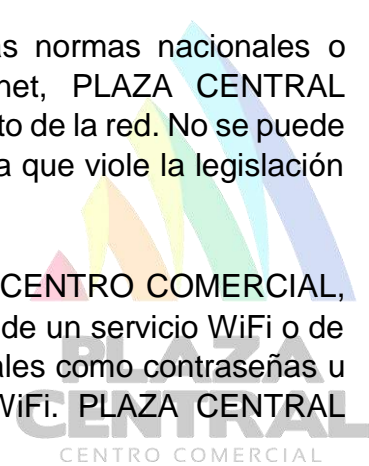 as normas nacionales o
net, PLAZA CENTRAL
to de la red. No se puede
a que viole la legislación
CENTRO COMERCIAL,
de un servicio WiFi o de
ales como contraseñas u
WiFi. PLAZA CENTRAL
PLAZA
CENTRAL
CENTRO COMERCIAL